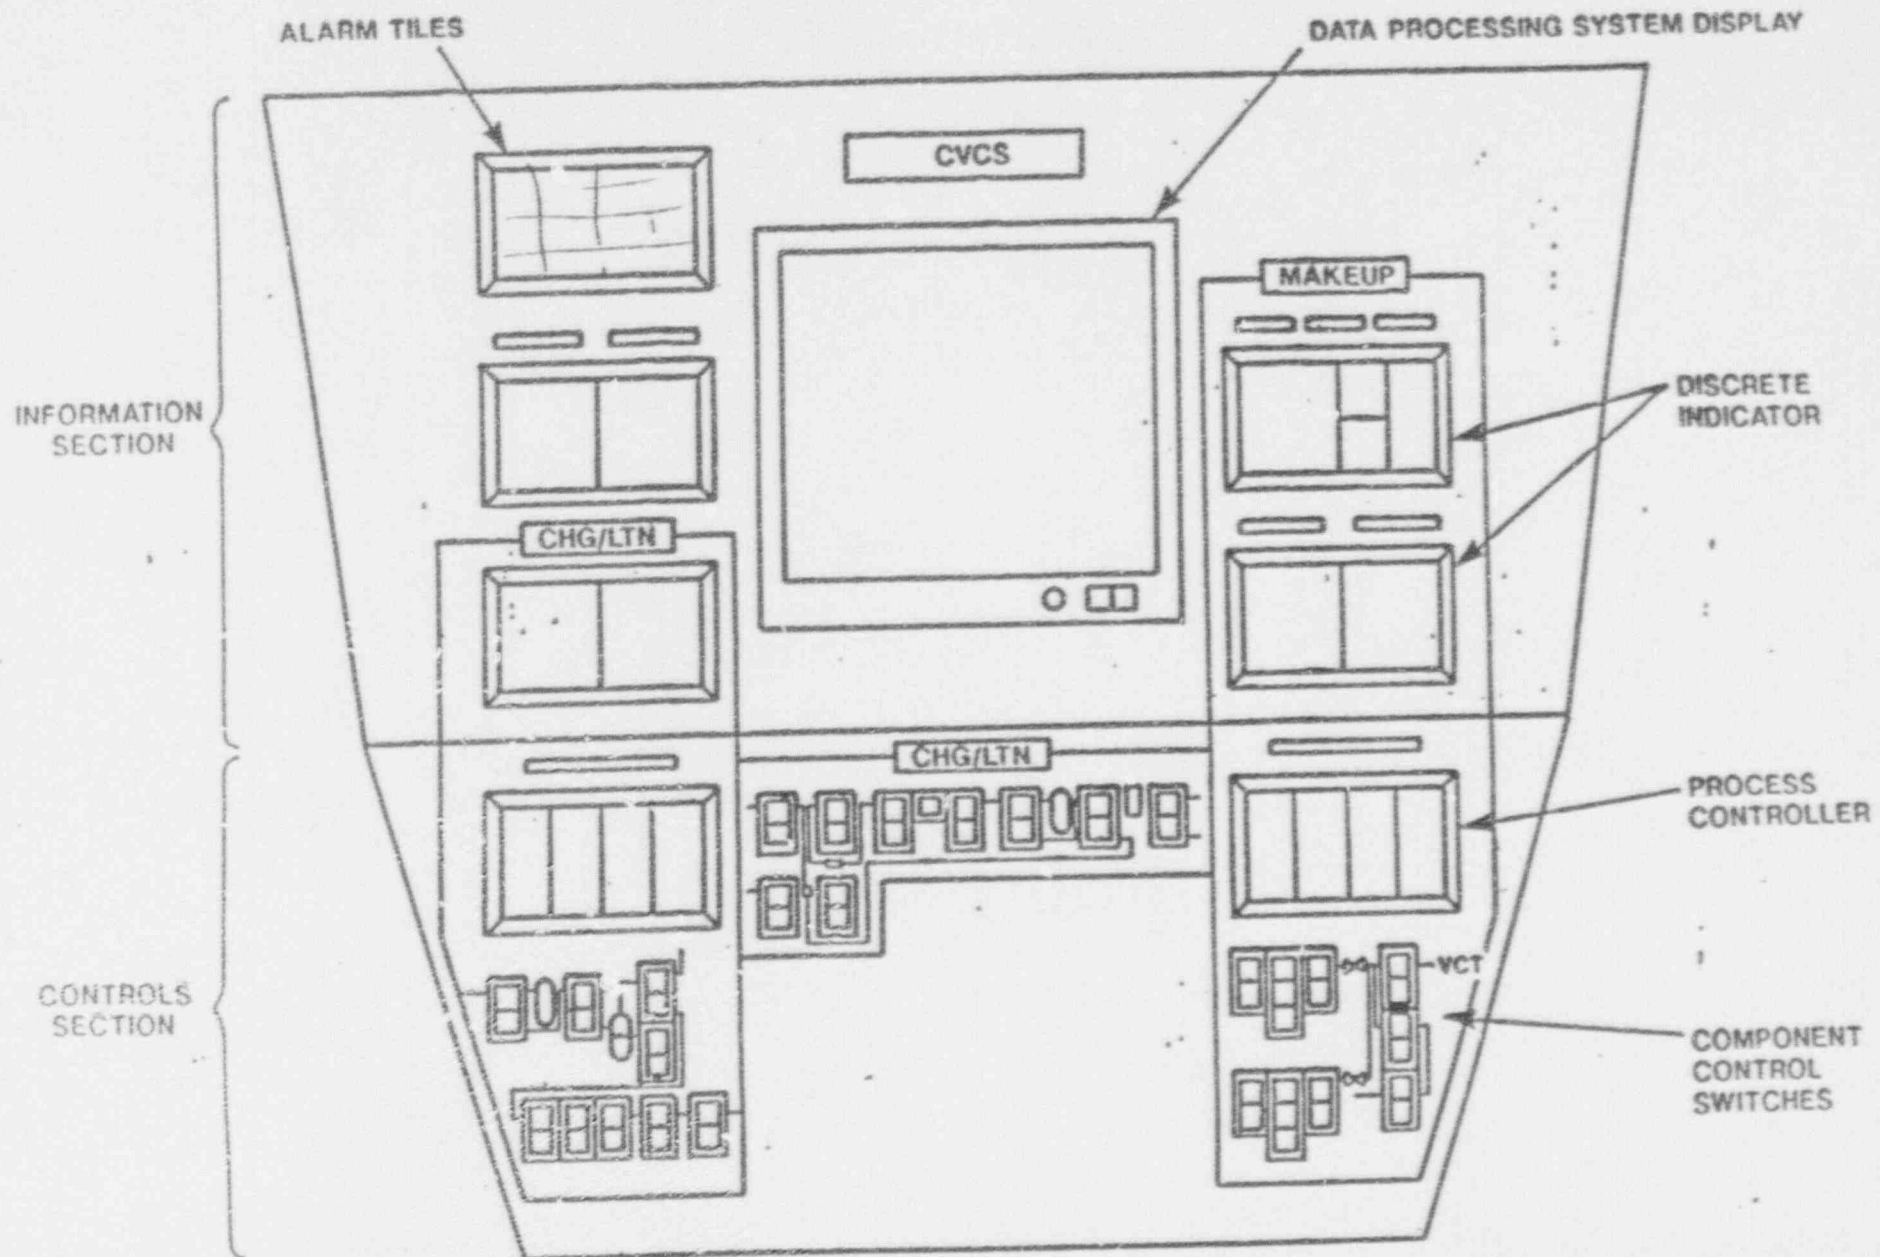 ALARM TILES
DATA PROCESSING SYSTEM DISPLAY
CVCS
MAKEUP
INFORMATION
SECTION
DISCRETE
INDICATOR
CHG/LTN
CHG/LTN
PROCESS
CONTROLLER
CONTROLS
SECTION
VCT
COMPONENT
CONTROL
SWITCHES